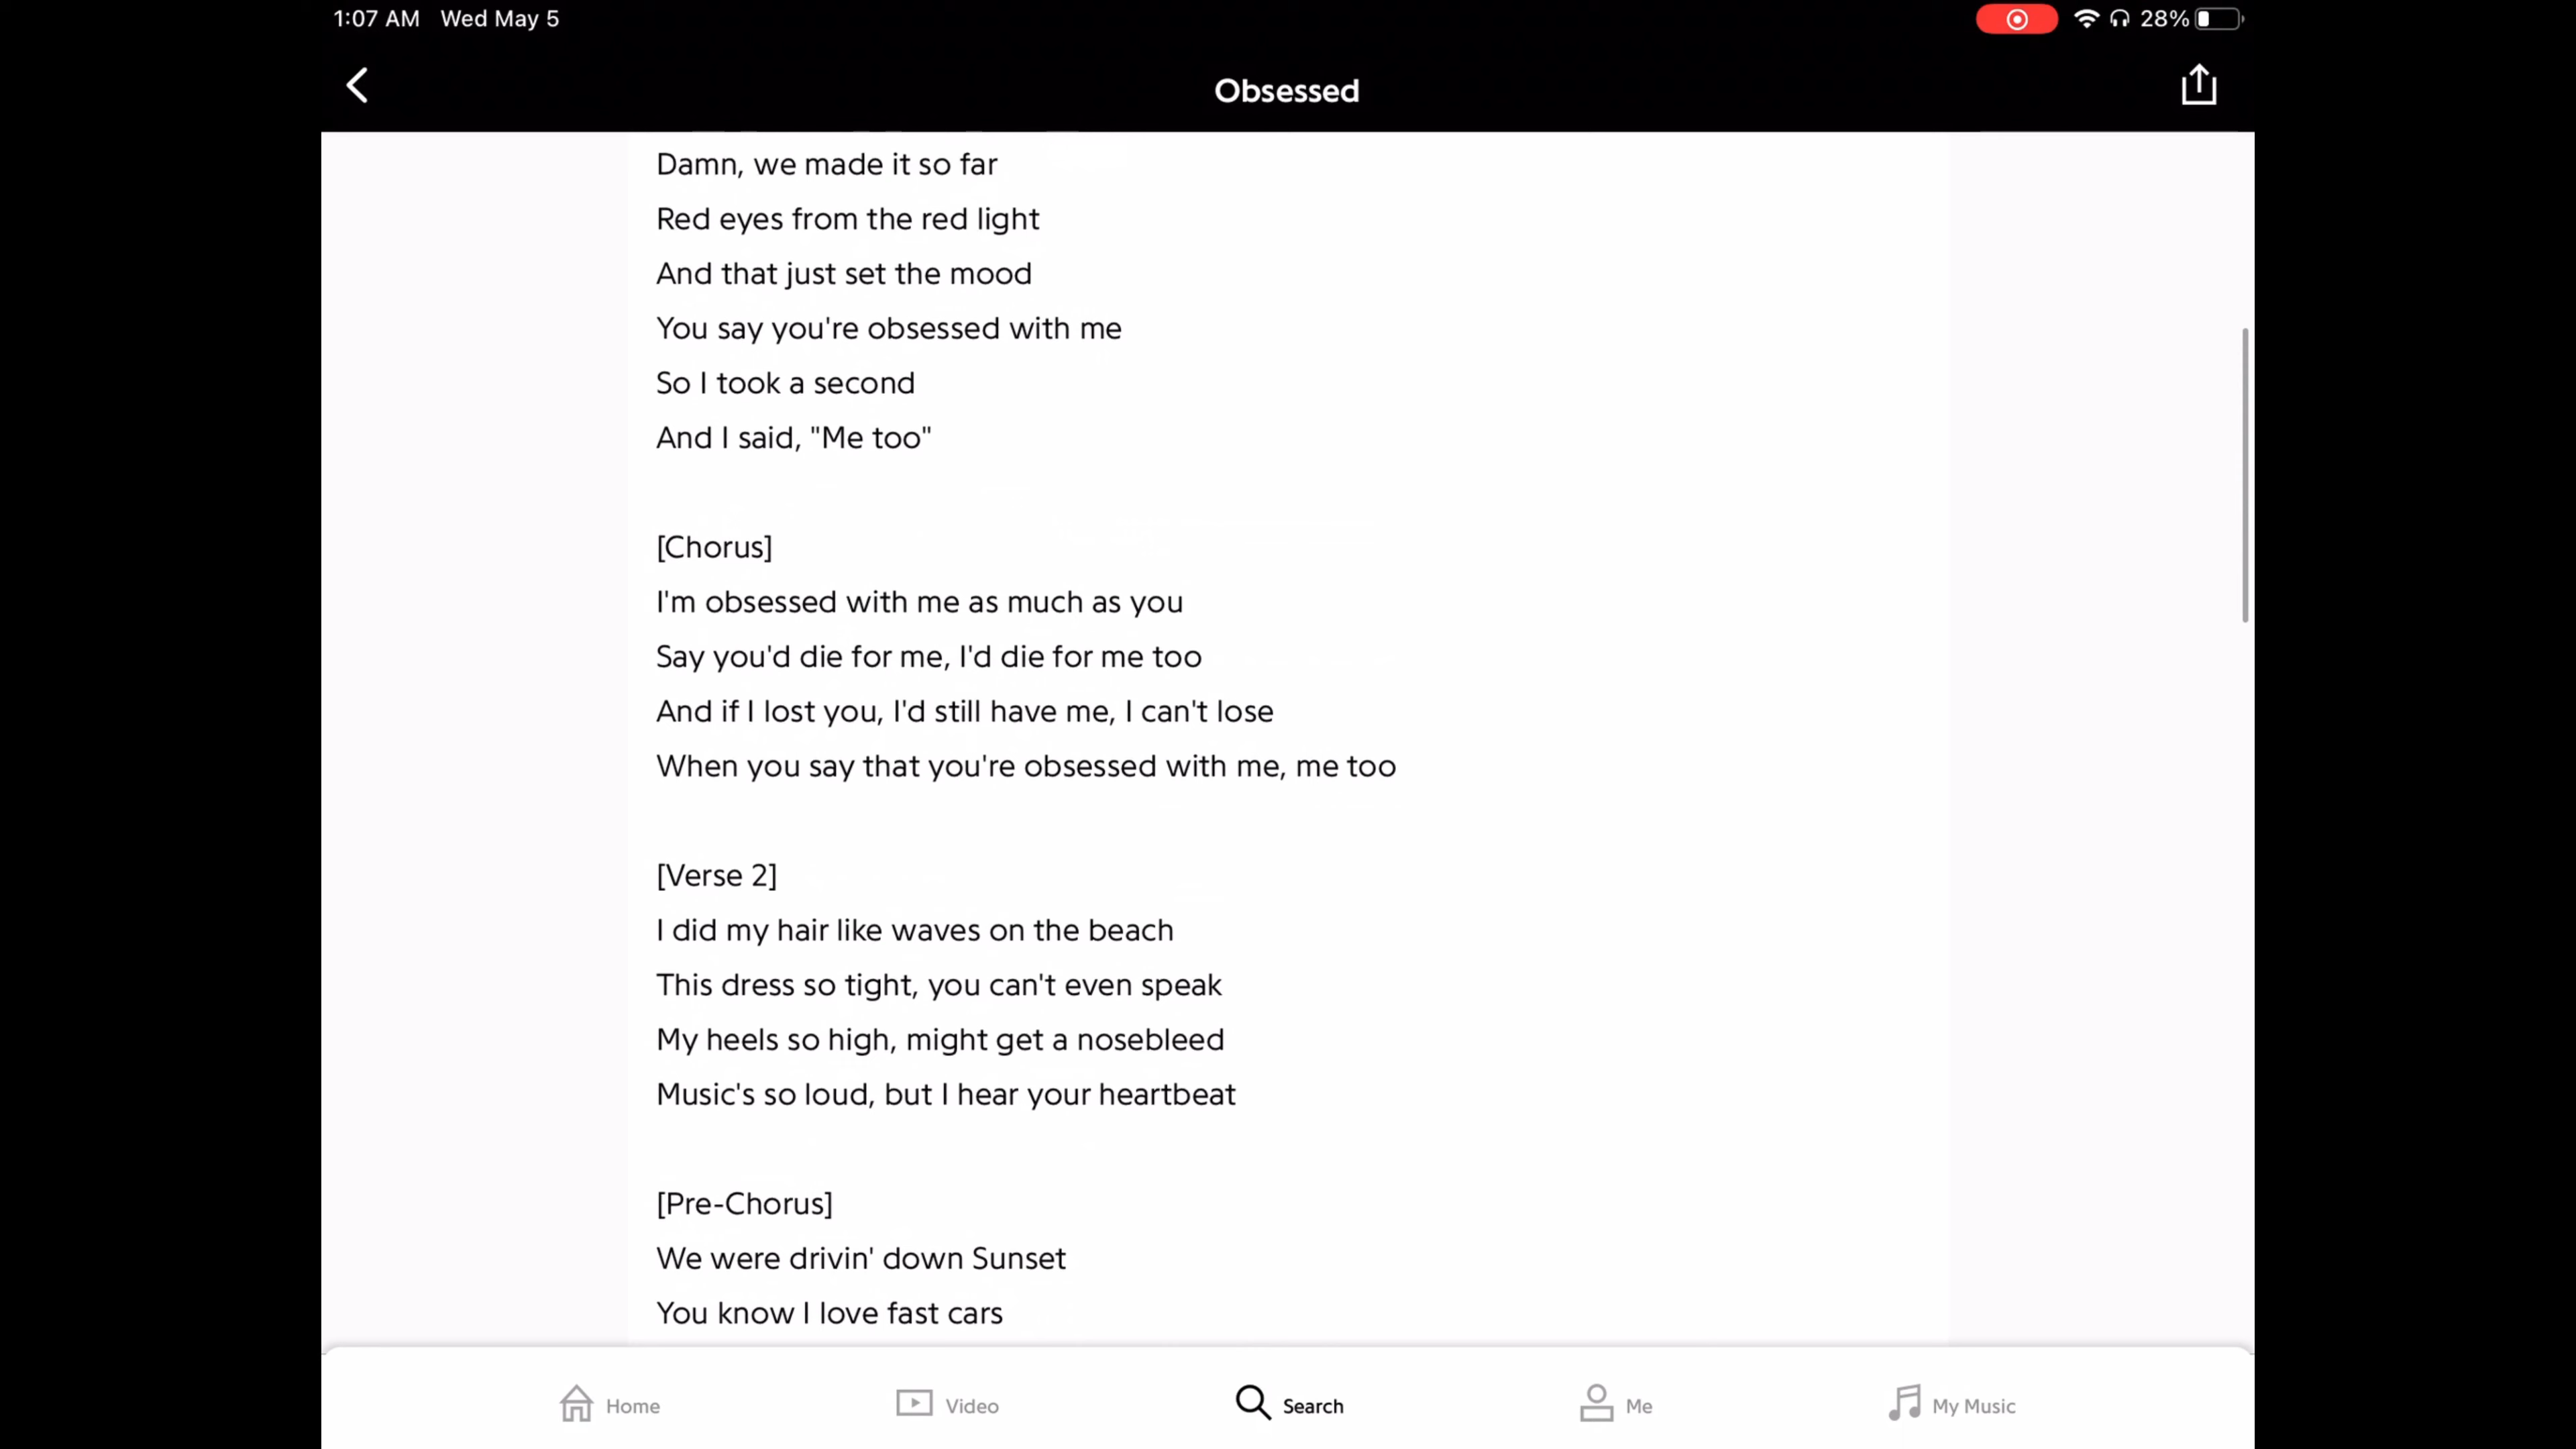 1:07 AM Wed May 5
28%
Obsessed
Damn, we made it so far
Red eyes from the red light
And that just set the mood
You say you're obsessed with me
So I took a second
And I said, "Me too"
[Chorus]
I'm obsessed with me as much as you
Say you'd die for me, I'd die for me too
And if I lost you, I'd still have me, I can't lose
When you say that you're obsessed with me, me too
[Verse 2]
I did my hair like waves on the beach
This dress so tight, you can't even speak
My heels so high, might get a nosebleed
Music's so loud, but I hear your heartbeat
[Pre-Chorus]
We were drivin' down Sunset
You know I love fast cars
Home Video Search Me My Music